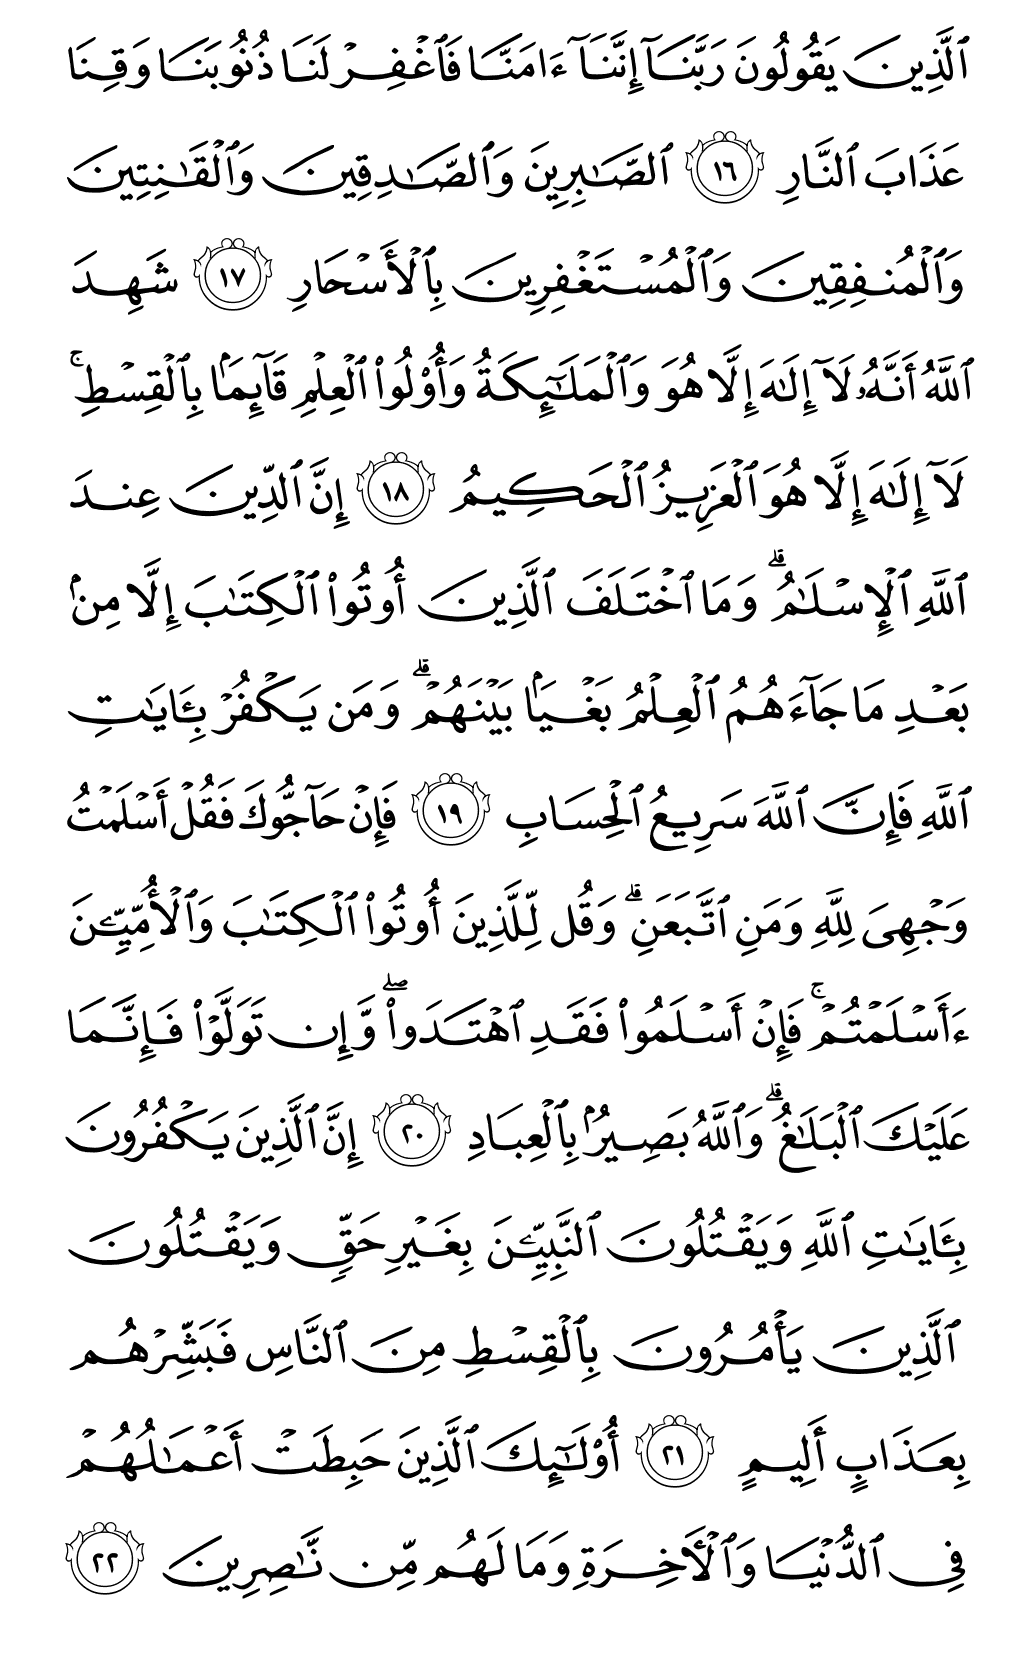 ٱلَّذِينَ يَقُولُونَ رَبَّنَآ إِنَّنَآ ءَامَنَّا فَٱغْفِرْ لَنَا ذُنُوبَنَا وَقِنَا
عَذَابَ ٱلنَّارِ ١٦ ٱلصَّٰبِرِينَ وَٱلصَّٰدِقِينَ وَٱلْقَٰنِتِينَ
وَٱلْمُنفِقِينَ وَٱلْمُسْتَغْفِرِينَ بِٱلْأَسْحَارِ ١٧ شَهِدَ
ٱللَّهُ أَنَّهُۥ لَآ إِلَٰهَ إِلَّا هُوَ وَٱلْمَلَٰٓئِكَةُ وَأُو۟لُوا۟ ٱلْعِلْمِ قَآئِمًۢا بِٱلْقِسْطِ ۚ
لَآ إِلَٰهَ إِلَّا هُوَ ٱلْعَزِيزُ ٱلْحَكِيمُ ١٨ إِنَّ ٱلدِّينَ عِندَ
ٱللَّهِ ٱلْإِسْلَٰمُ ۗ وَمَا ٱخْتَلَفَ ٱلَّذِينَ أُوتُوا۟ ٱلْكِتَٰبَ إِلَّا مِنۢ
بَعْدِ مَا جَآءَهُمُ ٱلْعِلْمُ بَغْيًۢا بَيْنَهُمْ ۗ وَمَن يَكْفُرْ بِـَٔايَٰتِ
ٱللَّهِ فَإِنَّ ٱللَّهَ سَرِيعُ ٱلْحِسَابِ ١٩ فَإِنْ حَآجُّوكَ فَقُلْ أَسْلَمْتُ
وَجْهِىَ لِلَّهِ وَمَنِ ٱتَّبَعَنِ ۗ وَقُل لِّلَّذِينَ أُوتُوا۟ ٱلْكِتَٰبَ وَٱلْأُمِّيِّـۧنَ
ءَأَسْلَمْتُمْ ۚ فَإِنْ أَسْلَمُوا۟ فَقَدِ ٱهْتَدَوا۟ ۖ وَّإِن تَوَلَّوْا۟ فَإِنَّمَا
عَلَيْكَ ٱلْبَلَٰغُ ۗ وَٱللَّهُ بَصِيرٌۢ بِٱلْعِبَادِ ٢٠ إِنَّ ٱلَّذِينَ يَكْفُرُونَ
بِـَٔايَٰتِ ٱللَّهِ وَيَقْتُلُونَ ٱلنَّبِيِّـۧنَ بِغَيْرِ حَقٍّ وَيَقْتُلُونَ
ٱلَّذِينَ يَأْمُرُونَ بِٱلْقِسْطِ مِنَ ٱلنَّاسِ فَبَشِّرْهُم
بِعَذَابٍ أَلِيمٍ ٢١ أُو۟لَٰٓئِكَ ٱلَّذِينَ حَبِطَتْ أَعْمَٰلُهُمْ
فِى ٱلدُّنْيَا وَٱلْـَٔاخِرَةِ وَمَا لَهُم مِّن نَّٰصِرِينَ ٢٢